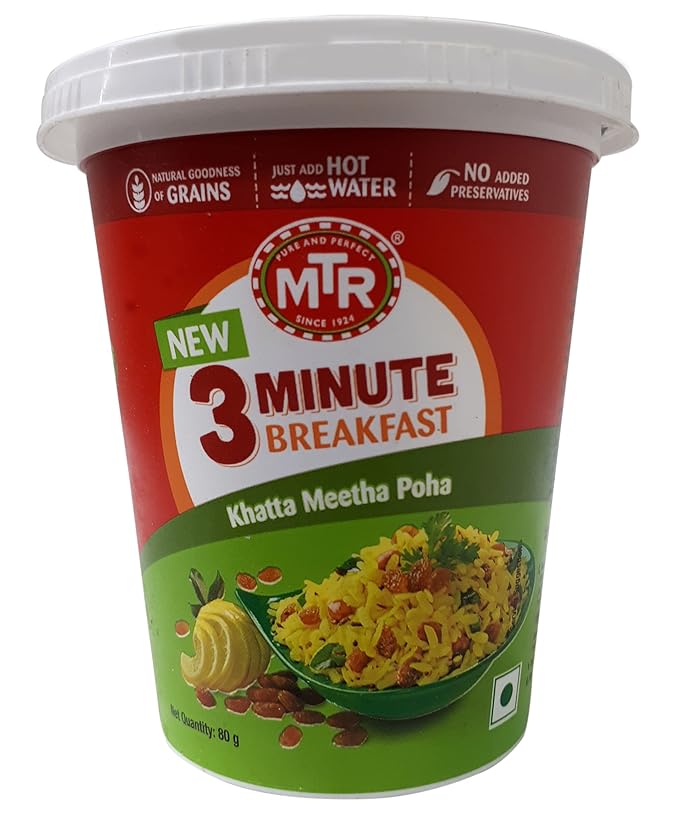 NATURAL GOODNESS
OF GRAINS
JUST ADD HOT
WATER
NO ADDED
PRESERVATIVES
PURE AND PERFECT
MTR
®
SINCE 1924
NEW
3 MINUTE
BREAKFAST
Khatta Meetha Poha
Net Quantity: 80 g